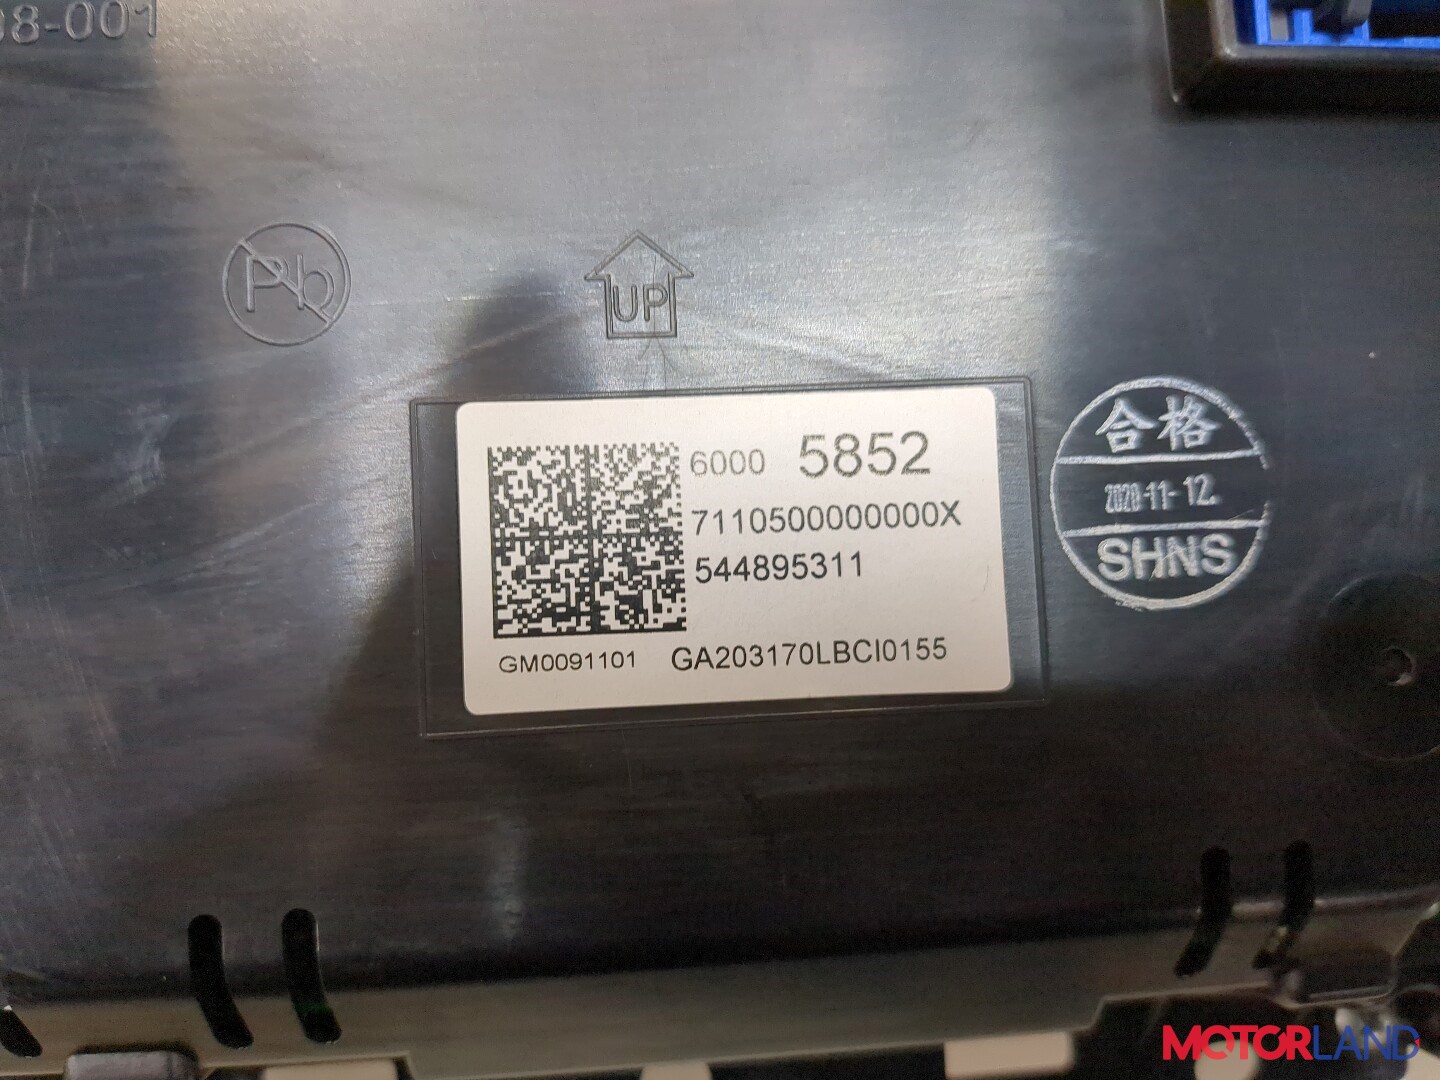 08-001
Pb
UP
6000 5852
7110500000000X
544895311
GM0091101 GA203170LBCI0155
合格
2020-11-12.
SHNS
MOTORLAND